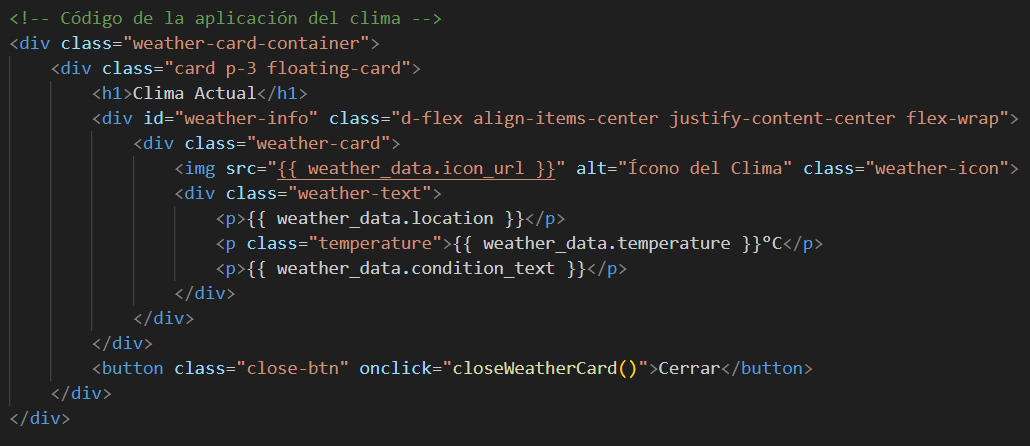 <!-- Código de la aplicación del clima -->
<div class="weather-card-container">
    <div class="card p-3 floating-card">
        <h1>Clima Actual</h1>
        <div id="weather-info" class="d-flex align-items-center justify-content-center flex-wrap">
            <div class="weather-card">
                <img src="{{ weather_data.icon_url }}" alt="Ícono del Clima" class="weather-icon">
                <div class="weather-text">
                    <p>{{ weather_data.location }}</p>
                    <p class="temperature">{{ weather_data.temperature }}°C</p>
                    <p>{{ weather_data.condition_text }}</p>
                </div>
            </div>
        </div>
        <button class="close-btn" onclick="closeWeatherCard()">Cerrar</button>
    </div>
</div>